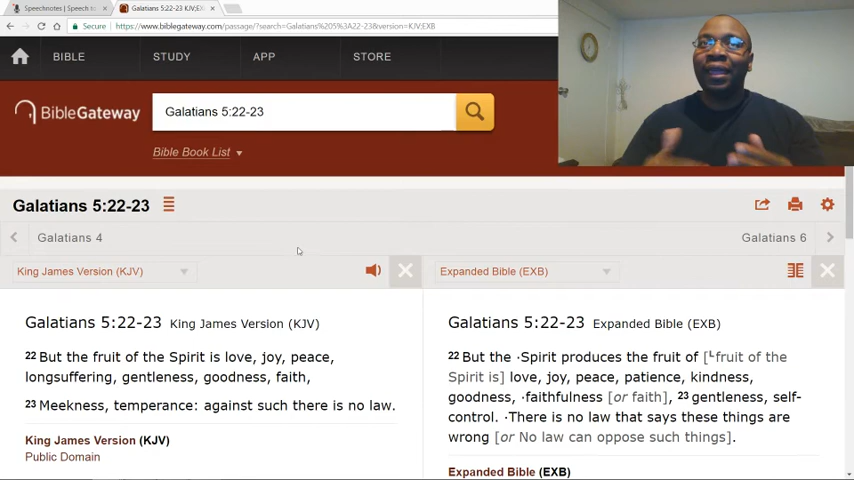 Speechnotes | Speech to
Galatians 5:22-23 KJV;EX
Secure
https://www.biblegateway.com/passage/?search=Galatians%205%3A22-23&version=KJV;EXB
BIBLE
STUDY
APP
STORE
BibleGateway
Galatians 5:22-23
Bible Book List
Galatians 5:22-23
Galatians 4
Galatians 6
King James Version (KJV)
Galatians 5:22-23 King James Version (KJV)
22 But the fruit of the Spirit is love, joy, peace,
longsuffering, gentleness, goodness, faith,
23 Meekness, temperance: against such there is no law.
King James Version (KJV)
Public Domain
Expanded Bible (EXB)
Galatians 5:22-23 Expanded Bible (EXB)
22 But the ·Spirit produces the fruit of [└fruit of the
Spirit is] love, joy, peace, patience, kindness,
goodness, ·faithfulness [or faith], 23 gentleness, self-
control. ·There is no law that says these things are
wrong [or No law can oppose such things].
Expanded Bible (EXB)